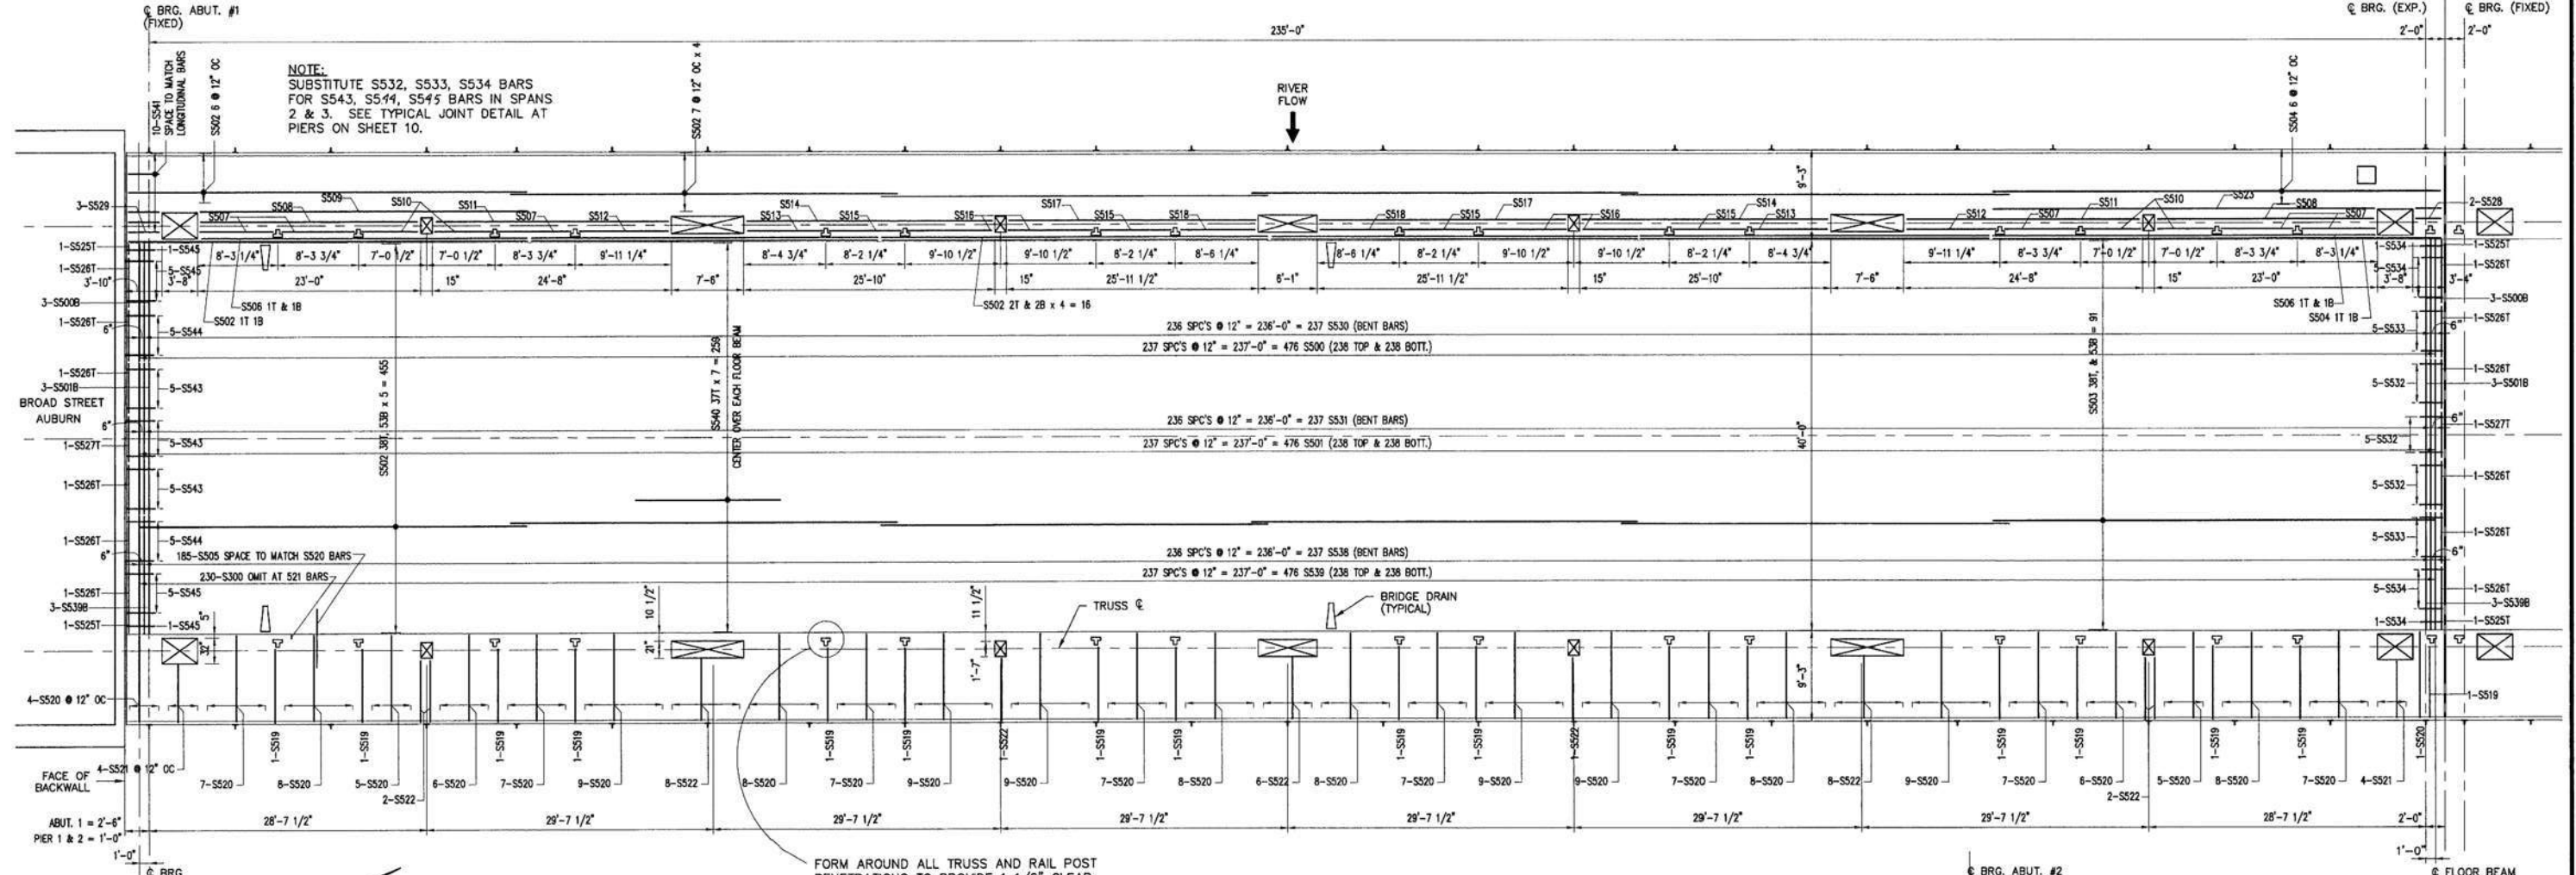 ℄ BRG. ABUT. #1
(FIXED)
235'-0"
℄ BRG. (EXP.)
℄ BRG. (FIXED)
2'-0"
2'-0"
10-S541
SPACE TO MATCH
LONGITUDINAL BARS
S502 6 @ 12" OC
NOTE:
SUBSTITUTE S532, S533, S534 BARS
FOR S543, S544, S545 BARS IN SPANS
2 & 3. SEE TYPICAL JOINT DETAIL AT
PIERS ON SHEET 10.
S502 7 @ 12" OC x 4
RIVER
FLOW
S504 6 @ 12" OC
9'-3"
3-S529
S507
S508
S509
S510
S511
S507
S512
S513
S514
S515
S516
S517
S515
S518
S518
S515
S517
S516
S515
S514
S513
S512
S507
S511
S510
S523
S508
S507
2-S528
1-S525T
1-S545
8'-3 1/4"
8'-3 3/4"
7'-0 1/2"
7'-0 1/2"
8'-3 3/4"
9'-11 1/4"
8'-4 3/4"
8'-2 1/4"
9'-10 1/2"
9'-10 1/2"
8'-2 1/4"
8'-6 1/4"
8'-6 1/4"
8'-2 1/4"
9'-10 1/2"
9'-10 1/2"
8'-2 1/4"
8'-4 3/4"
9'-11 1/4"
8'-3 3/4"
7'-0 1/2"
7'-0 1/2"
8'-3 3/4"
8'-3 1/4"
1-S534
1-S525T
1-S526T
5-S545
5-S534
1-S526T
3'-10"
3'-8"
23'-0"
15"
24'-8"
7'-6"
25'-10"
15"
25'-11 1/2"
6'-1"
25'-11 1/2"
15"
25'-10"
7'-6"
24'-8"
15"
23'-0"
3'-8"
3'-4"
3-S500B
S506 1T & 1B
S502 2T & 2B x 4 = 16
S506 1T & 1B
3-S500B
1-S526T
S502 1T 1B
S504 1T 1B
1-S526T
6"
5-S544
236 SPC'S @ 12" = 236'-0" = 237 S530 (BENT BARS)
5-S533
6"
237 SPC'S @ 12" = 237'-0" = 476 S500 (238 TOP & 238 BOTT.)
S502 38T, 53B x 5 = 455
S540 37T x 7 = 259
CENTER OVER EACH FLOOR BEAM
S503 38T, & 53B = 91
1-S526T
3-S501B
5-S543
1-S526T
5-S532
3-S501B
BROAD STREET
AUBURN
6"
236 SPC'S @ 12" = 236'-0" = 237 S531 (BENT BARS)
40'-0"
6"
1-S527T
1-S527T
5-S543
237 SPC'S @ 12" = 237'-0" = 476 S501 (238 TOP & 238 BOTT.)
5-S532
1-S526T
5-S543
5-S532
1-S526T
1-S526T
5-S544
1-S526T
6"
185-S505 SPACE TO MATCH S520 BARS
236 SPC'S @ 12" = 236'-0" = 237 S538 (BENT BARS)
5-S533
6"
230-S300 OMIT AT 521 BARS
237 SPC'S @ 12" = 237'-0" = 476 S539 (238 TOP & 238 BOTT.)
1-S526T
5-S545
5-S534
1-S526T
3-S539B
3-S539B
1-S525T
1-S545
5"
10 1/2"
11 1/2"
TRUSS ℄
BRIDGE DRAIN
(TYPICAL)
1-S534
1-S525T
32"
21"
1'-7"
9'-3"
4-S520 @ 12" OC
1-S519
1-S519
1-S519
1-S519
1-S519
1-S519
1-S519
1-S522
1-S519
1-S519
1-S519
1-S519
1-S522
1-S519
1-S519
1-S519
1-S519
1-S519
1-S519
1-S520
4-S521 @ 12" OC
FACE OF
BACKWALL
7-S520
8-S520
5-S520
2-S522
6-S520
7-S520
9-S520
8-S522
8-S520
7-S520
9-S520
9-S520
7-S520
8-S520
6-S522
8-S520
7-S520
9-S520
9-S520
7-S520
8-S520
8-S522
9-S520
7-S520
6-S520
2-S522
5-S520
8-S520
7-S520
4-S521
ABUT. 1 = 2'-6"
PIER 1 & 2 = 1'-0"
28'-7 1/2"
29'-7 1/2"
29'-7 1/2"
29'-7 1/2"
29'-7 1/2"
29'-7 1/2"
29'-7 1/2"
28'-7 1/2"
2'-0"
1'-0"
1'-0"
℄ BRG.
FORM AROUND ALL TRUSS AND RAIL POST
PENETRATIONS TO PROVIDE 1 1/2" CLEAR
℄ BRG. ABUT. #2
℄ FLOOR BEAM